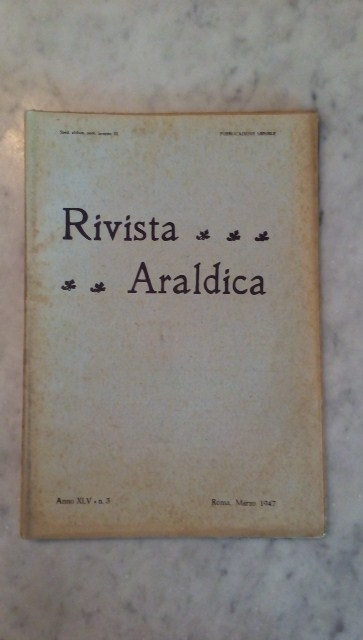 Rivista
Araldica
Anno XLV • n. 3
Roma, Marzo 1947